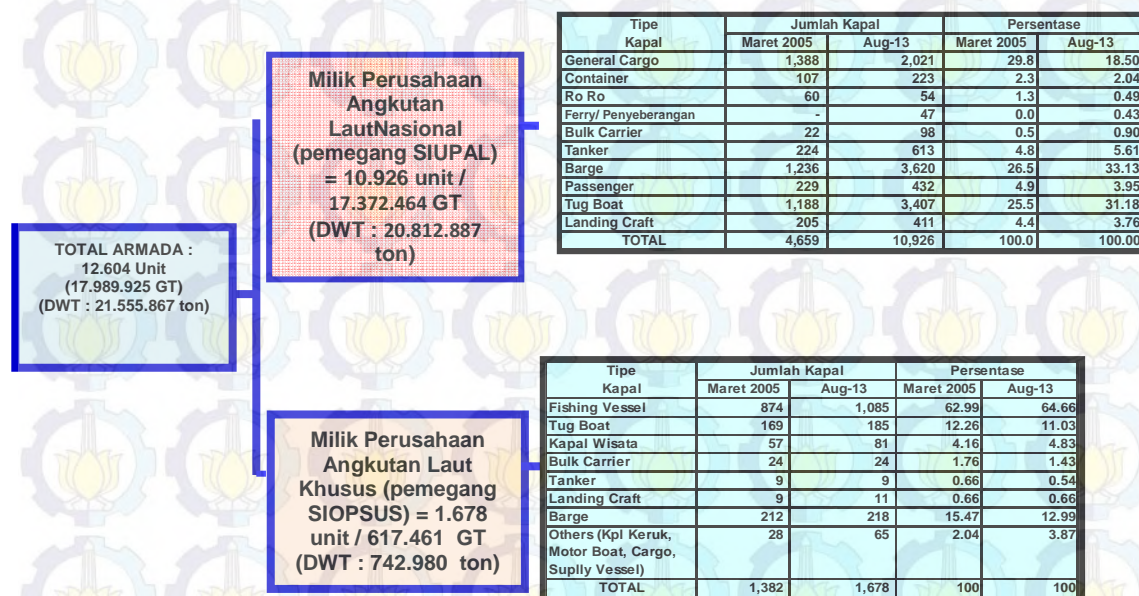 TOTAL ARMADA :
12.604 Unit
(17.989.925 GT)
(DWT : 21.555.867 ton)
Milik Perusahaan
Angkutan
LautNasional
(pemegang SIUPAL)
= 10.926 unit /
17.372.464 GT
(DWT : 20.812.887
ton)
Tipe Jumlah Kapal Persentase
Kapal Maret 2005 Aug-13 Maret 2005 Aug-13
General Cargo 1,388 2,021 29.8 18.50
Container 107 223 2.3 2.04
Ro Ro 60 54 1.3 0.49
Ferry/ Penyeberangan - 47 0.0 0.43
Bulk Carrier 22 98 0.5 0.90
Tanker 224 613 4.8 5.61
Barge 1,236 3,620 26.5 33.13
Passenger 229 432 4.9 3.95
Tug Boat 1,188 3,407 25.5 31.18
Landing Craft 205 411 4.4 3.76
TOTAL 4,659 10,926 100.0 100.00
Milik Perusahaan
Angkutan Laut
Khusus (pemegang
SIOPSUS) = 1.678
unit / 617.461 GT
(DWT : 742.980 ton)
Tipe Jumlah Kapal Persentase
Kapal Maret 2005 Aug-13 Maret 2005 Aug-13
Fishing Vessel 874 1,085 62.99 64.66
Tug Boat 169 185 12.26 11.03
Kapal Wisata 57 81 4.16 4.83
Bulk Carrier 24 24 1.76 1.43
Tanker 9 9 0.66 0.54
Landing Craft 9 11 0.66 0.66
Barge 212 218 15.47 12.99
Others (Kpl Keruk, 28 65 2.04 3.87
Motor Boat, Cargo,
Suplly Vessel)
TOTAL 1,382 1,678 100 100